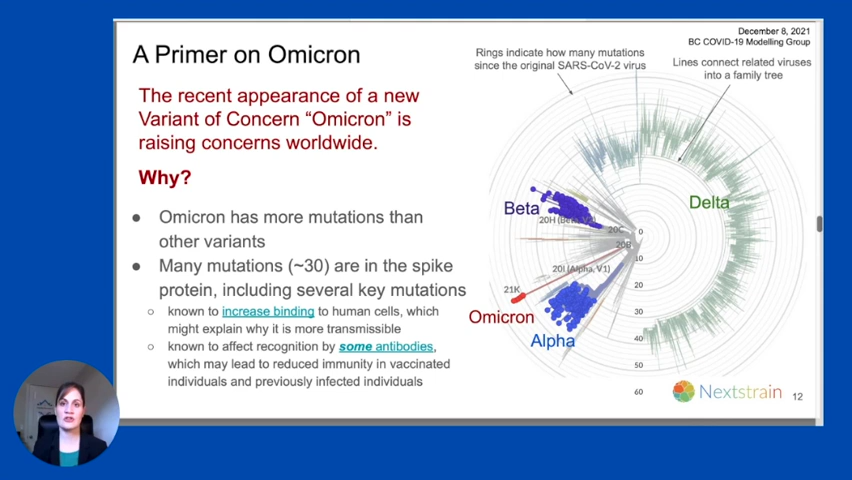 December 8, 2021
BC COVID-19 Modelling Group
A Primer on Omicron
Rings indicate how many mutations
since the original SARS-CoV-2 virus
Lines connect related viruses
into a family tree
The recent appearance of a new
Variant of Concern “Omicron” is
raising concerns worldwide.
Why?
● Omicron has more mutations than
other variants
● Many mutations (~30) are in the spike
protein, including several key mutations
○ known to increase binding to human cells, which
might explain why it is more transmissible
○ known to affect recognition by some antibodies,
which may lead to reduced immunity in vaccinated
individuals and previously infected individuals
Beta
Delta
20H (Beta, V2)
20C
20B
20I (Alpha, V1)
21K
Omicron
Alpha
0
10
20
30
40
50
60
Nextstrain
12